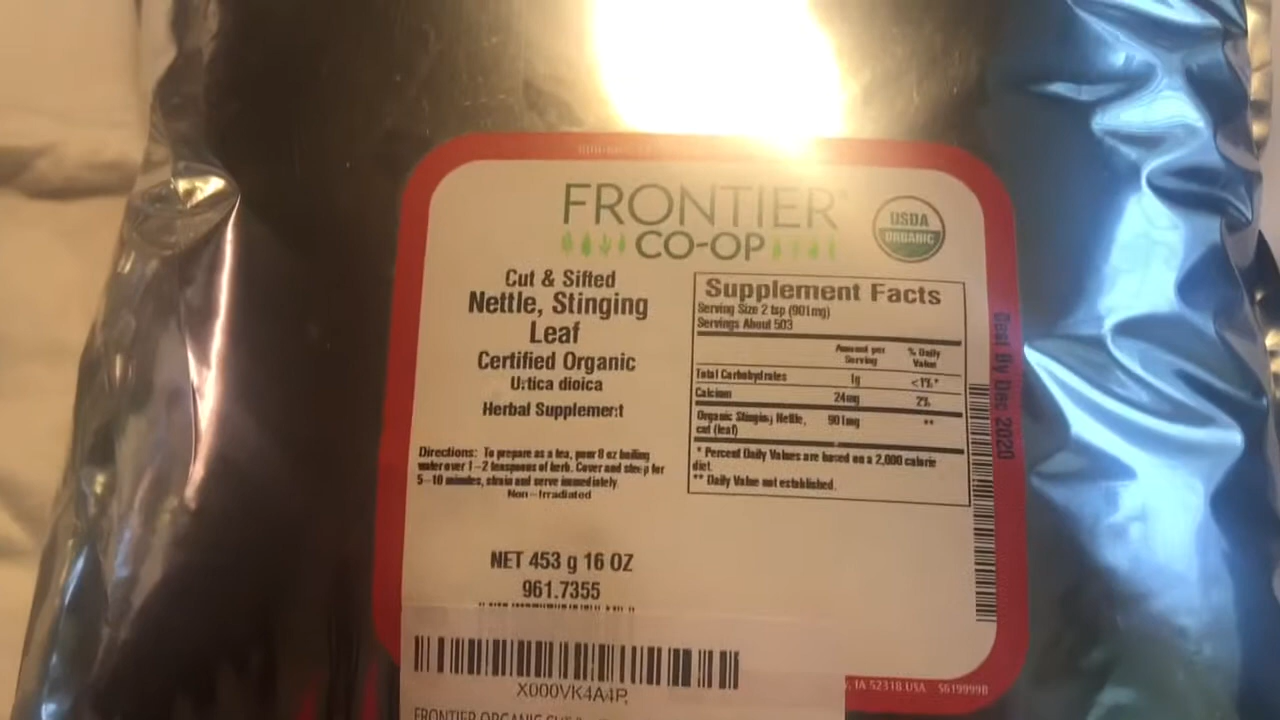 FRONTIER
CO-OP
USDA
ORGANIC
Cut & Sifted
Nettle, Stinging
Leaf
Certified Organic
Urtica dioica
Herbal Supplement
Directions: To prepare as a tea, pour 8 oz boiling
water over 1-2 teaspoons of herb. Cover and steep for
5-10 minutes, strain and serve immediately.
Non-Irradiated
NET 453 g 16 OZ
961.7355
Supplement Facts
Serving Size 2 tsp (901mg)
Servings About 503
Amount per
Serving
% Daily
Value
Total Carbohydrates 1g <1%*
Calcium 24mg 2%
Organic Stinging Nettle, 901mg **
cut (leaf)
* Percent Daily Values are based on a 2,000 calorie
diet.
** Daily Value not established.
Best By Dec 2020
X000VK4A4P
FRONTIER ORGANIC
, IA 52318 USA S619999B